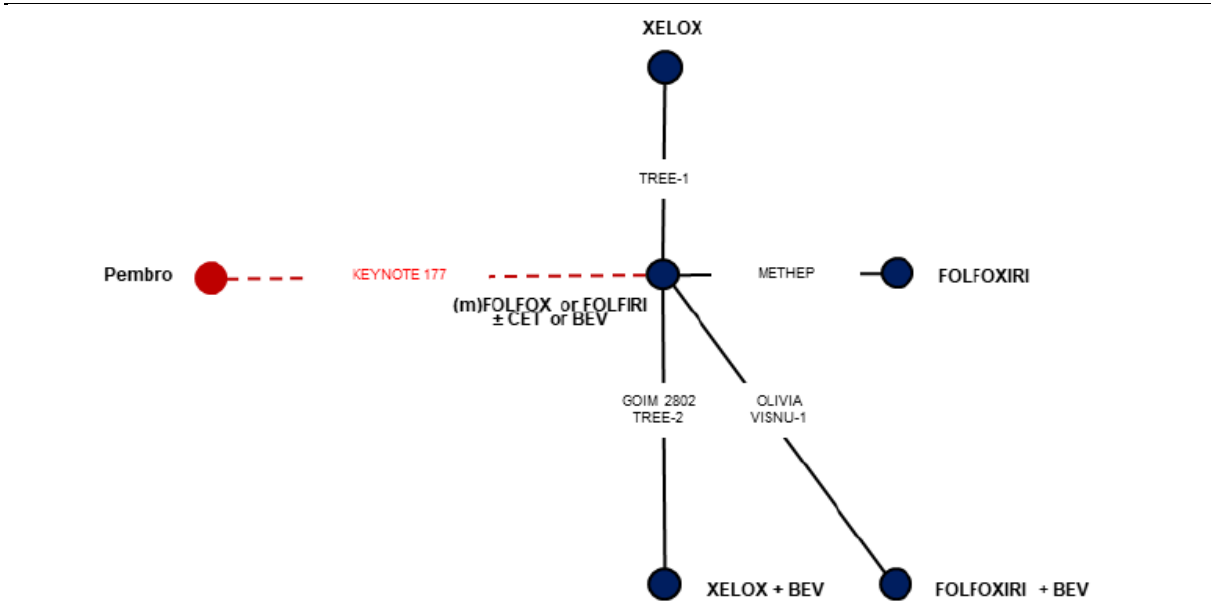 XELOX
TREE-1
Pembro
KEYNOTE 177
METHEP
FOLFOXIRI
(m)FOLFOX or FOLFIRI
± CET or BEV
GOIM 2802
TREE-2
OLIVIA
VISNU-1
XELOX + BEV
FOLFOXIRI + BEV